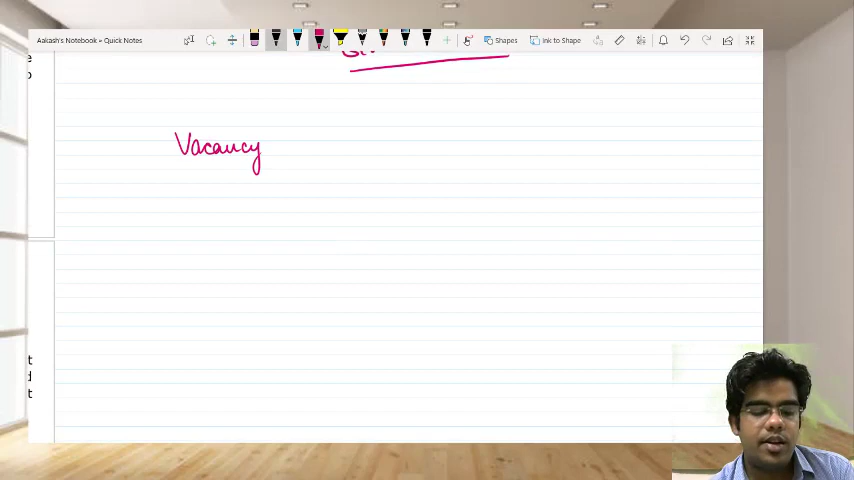 Aakash's Notebook » Quick Notes
Shapes
Ink to Shape
Vacancy
t
d
t